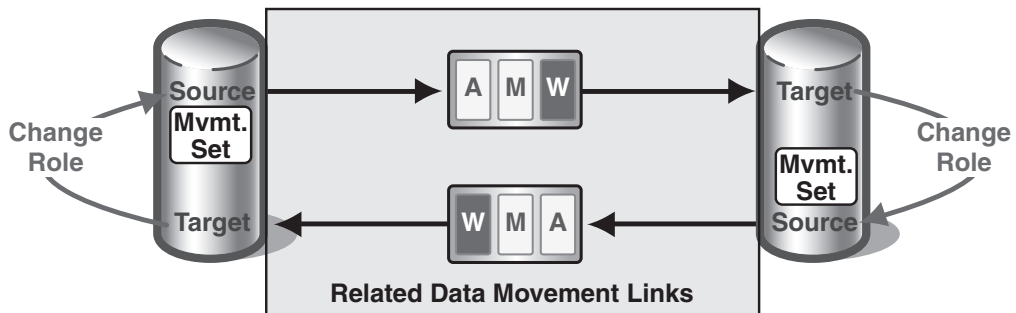 Source
Mvmt.
Set
Target
Change
Role
A M W
W M A
Target
Mvmt.
Set
Source
Change
Role
Related Data Movement Links